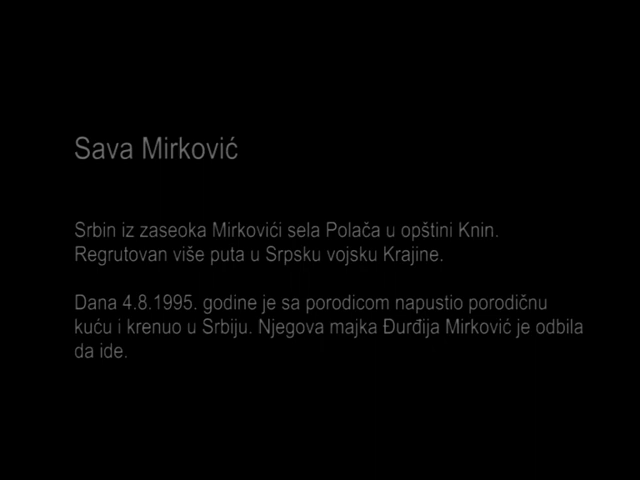 Sava Mirković
Srbin iz zaseoka Mirkovići sela Polača u opštini Knin.
Regrutovan više puta u Srpsku vojsku Krajine.
Dana 4.8.1995. godine je sa porodicom napustio porodičnu
kuću i krenuo u Srbiju. Njegova majka Đurđija Mirković je odbila
da ide.